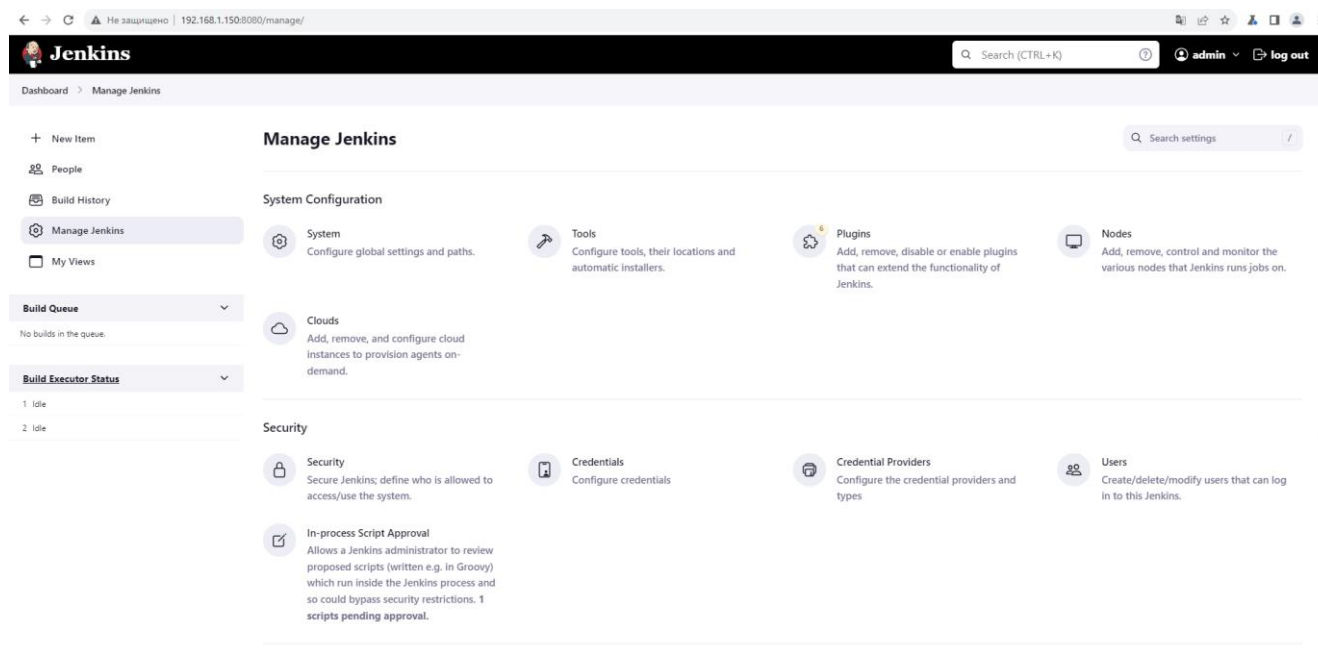 Не защищено | 192.168.1.150:8080/manage/
Jenkins
Search (CTRL+K)
?
admin
log out
Dashboard > Manage Jenkins
New Item
People
Build History
Manage Jenkins
My Views
Build Queue
No builds in the queue.
Build Executor Status
1 Idle
2 Idle
Manage Jenkins
Search settings
/
System Configuration
System
Configure global settings and paths.
Tools
Configure tools, their locations and
automatic installers.
6
Plugins
Add, remove, disable or enable plugins
that can extend the functionality of
Jenkins.
Nodes
Add, remove, control and monitor the
various nodes that Jenkins runs jobs on.
Clouds
Add, remove, and configure cloud
instances to provision agents on-
demand.
Security
Security
Secure Jenkins; define who is allowed to
access/use the system.
Credentials
Configure credentials
Credential Providers
Configure the credential providers and
types
Users
Create/delete/modify users that can log
in to this Jenkins.
In-process Script Approval
Allows a Jenkins administrator to review
proposed scripts (written e.g. in Groovy)
which run inside the Jenkins process and
so could bypass security restrictions. 1
scripts pending approval.